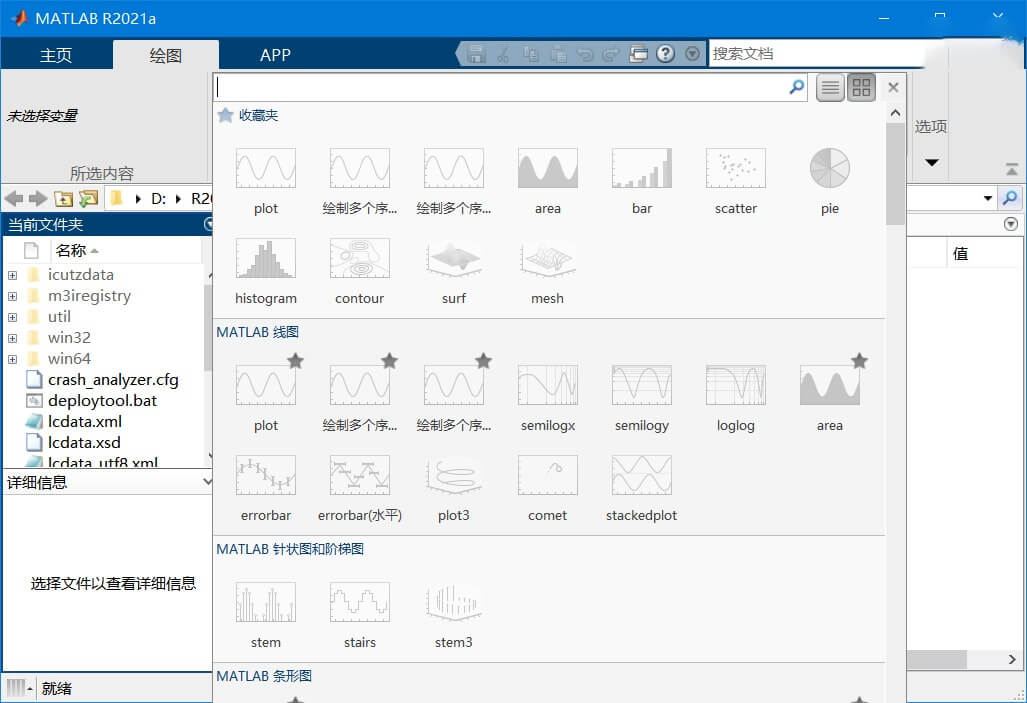 MATLAB R2021a
主页
绘图
APP
搜索文档
未选择变量
所选内容
选项
D:
当前文件夹
名称
icutzdata
m3iregistry
util
win32
win64
crash_analyzer.cfg
deploytool.bat
lcdata.xml
lcdata.xsd
lcdata_utf8.xml
详细信息
选择文件以查看详细信息
就绪
值
收藏夹
plot 绘制多个序... 绘制多个序... area bar scatter pie
histogram contour surf mesh
MATLAB 线图
plot 绘制多个序... 绘制多个序... semilogx semilogy loglog area
errorbar errorbar(水平) plot3 comet stackedplot
MATLAB 针状图和阶梯图
stem stairs stem3
MATLAB 条形图